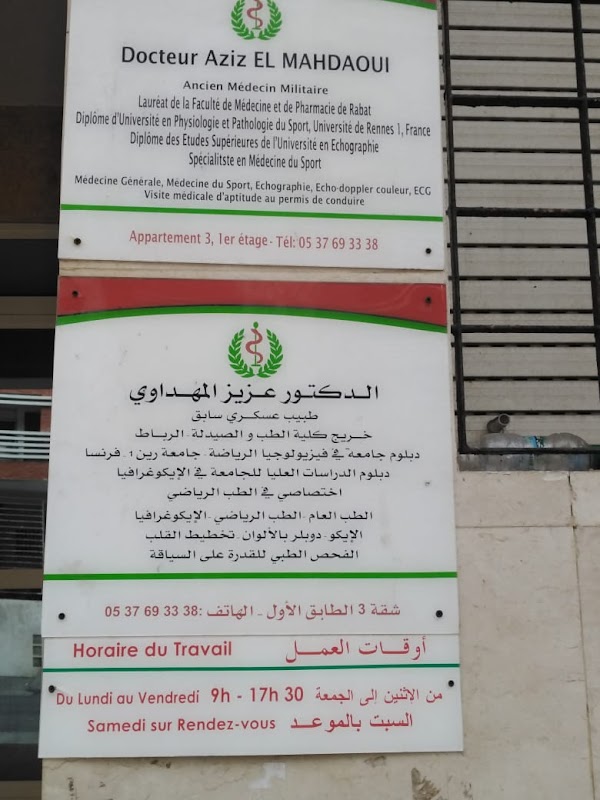 Docteur Aziz EL MAHDAOUI
Ancien Médecin Militaire
Lauréat de la Faculté de Médecine et de Pharmacie de Rabat
Diplôme d'Université en Physiologie et Pathologie du Sport, Université de Rennes 1, France
Diplôme des Etudes Supérieures de l'Université en Echographie
Spécialitste en Médecine du Sport
Médecine Générale, Médecine du Sport, Echographie, Echo-doppler couleur, ECG
Visite médicale d'aptitude au permis de conduire
Appartement 3, 1er étage - Tél: 05 37 69 33 38
الدكتور عزيز المهداوي
طبيب عسكري سابق
خريج كلية الطب و الصيدلة - الرباط
دبلوم جامعة في فيزيولوجيا الرياضة - جامعة رين 1 - فرنسا
دبلوم الدراسات العليا للجامعة في الإيكوغرافيا
اختصاصي في الطب الرياضي
الطب العام - الطب الرياضي - الإيكوغرافيا
الإيكو - دوبلر بالألوان - تخطيط القلب
الفحص الطبي للقدرة على السياقة
شقة 3 الطابق الأول - الهاتف: 05 37 69 33 38
Horaire du Travail أوقات العمل
Du Lundi au Vendredi 9h - 17h 30 من الاثنين إلى الجمعة
Samedi sur Rendez-vous السبت بالموعد